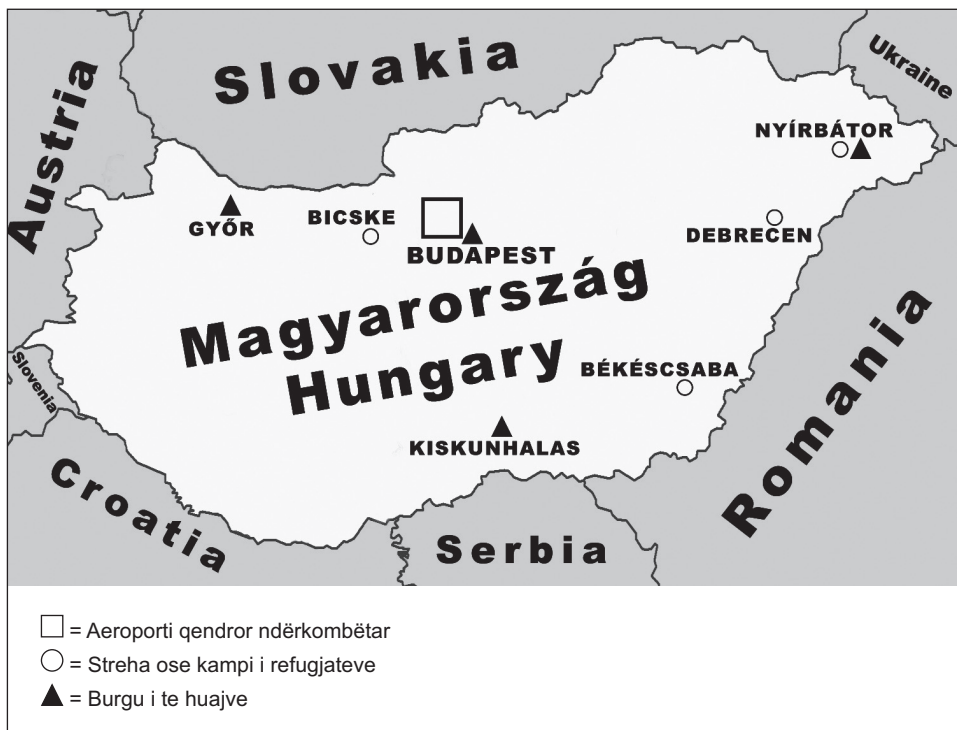 Slovakia
Ukraine
Austria
NYÍRBÁTOR
BICSKE
GYŐR
DEBRECEN
BUDAPEST
Magyarország
Hungary
Slovenia
BÉKÉSCSABA
Romania
KISKUNHALAS
Croatia
Serbia
= Aeroporti qendror ndërkombëtar
= Streha ose kampi i refugjateve
= Burgu i te huajve